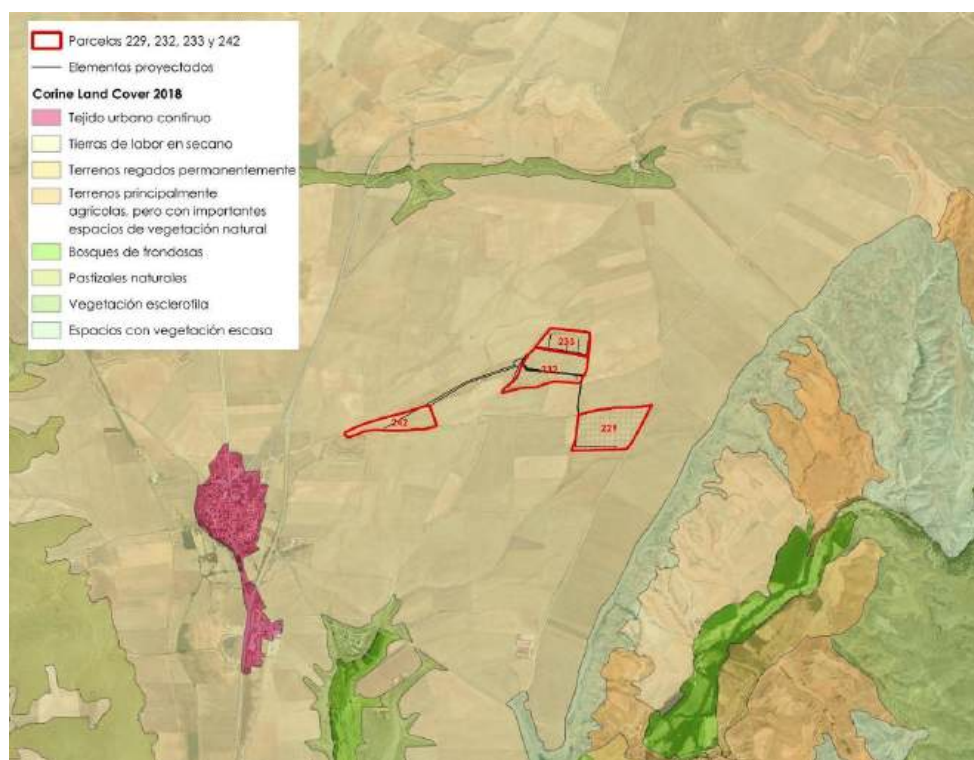 Parcelas 229, 232, 233 y 242
Elementos proyectados
Corine Land Cover 2018
Tejido urbano continuo
Tierras de labor en secano
Terrenos regados permanentemente
Terrenos principalmente
agrícolas, pero con importantes
espacios de vegetación natural
Bosques de frondosas
Pastizales naturales
Vegetación esclerofila
Espacios con vegetación escasa
233
232
242
229